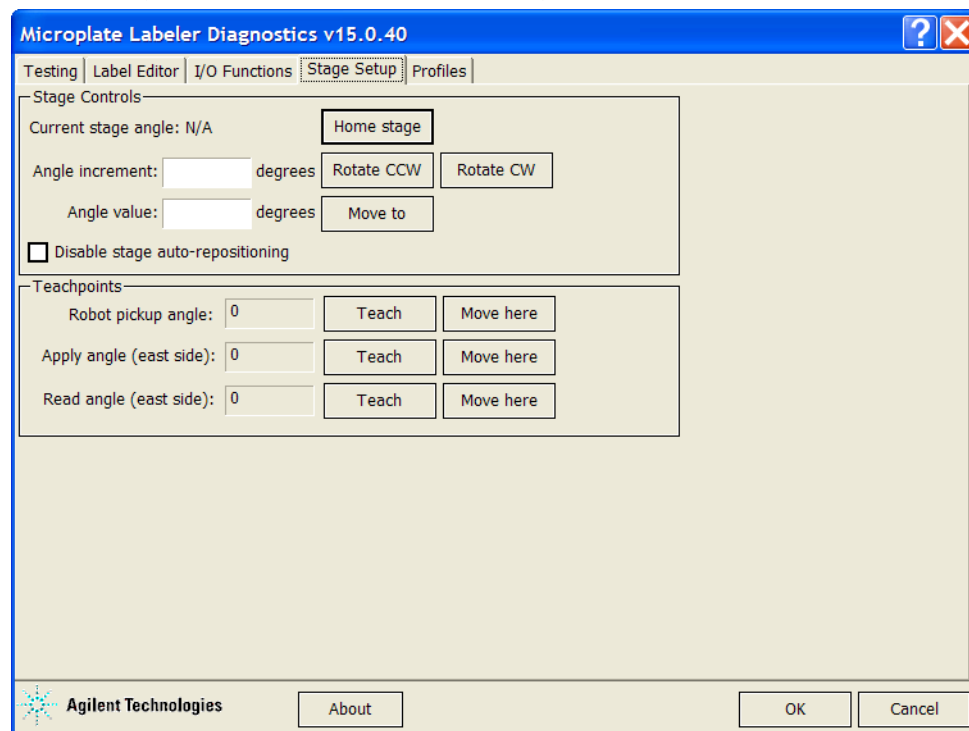 Microplate Labeler Diagnostics v15.0.40
Testing Label Editor I/O Functions Stage Setup Profiles
Stage Controls
Current stage angle: N/A Home stage
Angle increment: degrees Rotate CCW Rotate CW
Angle value: degrees Move to
Disable stage auto-repositioning
Teachpoints
Robot pickup angle: 0 Teach Move here
Apply angle (east side): 0 Teach Move here
Read angle (east side): 0 Teach Move here
Agilent Technologies About OK Cancel